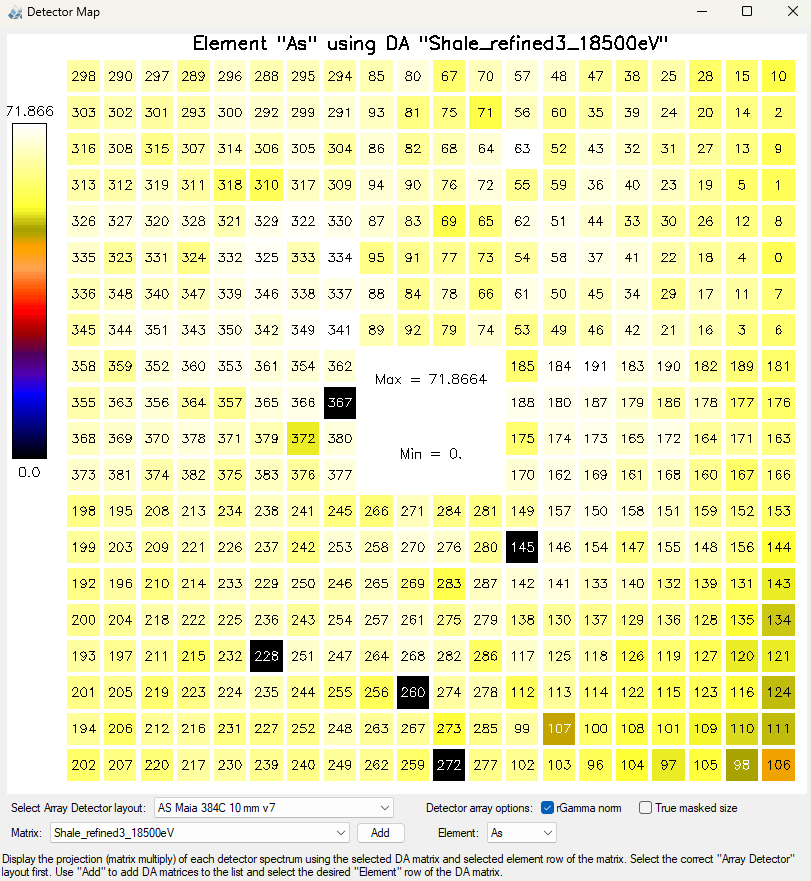 Detector Map
Element "As" using DA "Shale_refined3_18500eV"
298 290 297 289 296 288 295 294 85 80 67 70 57 48 47 38 25 28 15 10
71.866
303 302 301 293 300 292 299 291 93 81 75 71 56 60 35 39 24 20 14 2
316 308 315 307 314 306 305 304 86 82 68 64 63 52 43 32 31 27 13 9
313 312 319 311 318 310 317 309 94 90 76 72 55 59 36 40 23 19 5 1
326 327 320 328 321 329 322 330 87 83 69 65 62 51 44 33 30 26 12 8
335 323 331 324 332 325 333 334 95 91 77 73 54 58 37 41 22 18 4 0
336 348 340 347 339 346 338 337 88 84 78 66 61 50 45 34 29 17 11 7
345 344 351 343 350 342 349 341 89 92 79 74 53 49 46 42 21 16 3 6
358 359 352 360 353 361 354 362 185 184 191 183 190 182 189 181
Max = 71.8664
355 363 356 364 357 365 366 367 188 180 187 179 186 178 177 176
368 369 370 378 371 379 372 380 175 174 173 165 172 164 171 163
Min = 0.
0.0
373 381 374 382 375 383 376 377 170 162 169 161 168 160 167 166
198 195 208 213 234 238 241 245 266 271 284 281 149 157 150 158 151 159 152 153
199 203 209 221 226 237 242 253 258 270 276 280 145 146 154 147 155 148 156 144
192 196 210 214 233 229 250 246 265 269 283 287 142 141 133 140 132 139 131 143
200 204 218 222 225 236 243 254 257 261 275 279 138 130 137 129 136 128 135 134
193 197 211 215 232 228 251 247 264 268 282 286 117 125 118 126 119 127 120 121
201 205 219 223 224 235 244 255 256 260 274 278 112 113 114 122 115 123 116 124
194 206 212 216 231 227 252 248 263 267 273 285 99 107 100 108 101 109 110 111
202 207 220 217 230 239 240 249 262 259 272 277 102 103 96 104 97 105 98 106
Select Array Detector layout: AS Maia 384C 10 mm v7 Detector array options: rGamma norm True masked size
Matrix: Shale_refined3_18500eV Add Element: As
Display the projection (matrix multiply) of each detector spectrum using the selected DA matrix and selected element row of the matrix. Select the correct "Array Detector"
layout first. Use "Add" to add DA matrices to the list and select the desired "Element" row of the DA matrix.